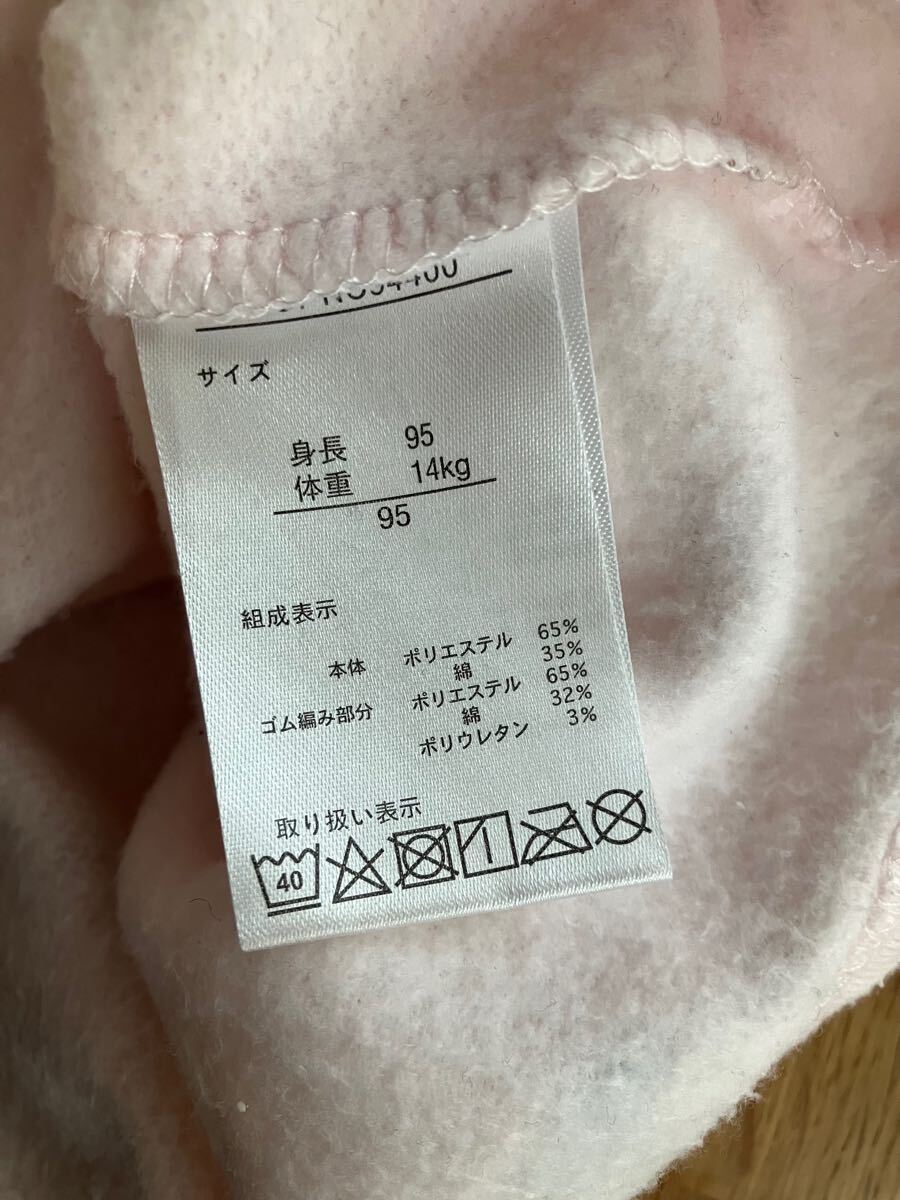 サイズ
身長 95
体重 14kg
95
組成表示
本体 ポリエステル 65%
綿 35%
ゴム編み部分 ポリエステル 65%
綿 32%
ポリウレタン 3%
取り扱い表示
40